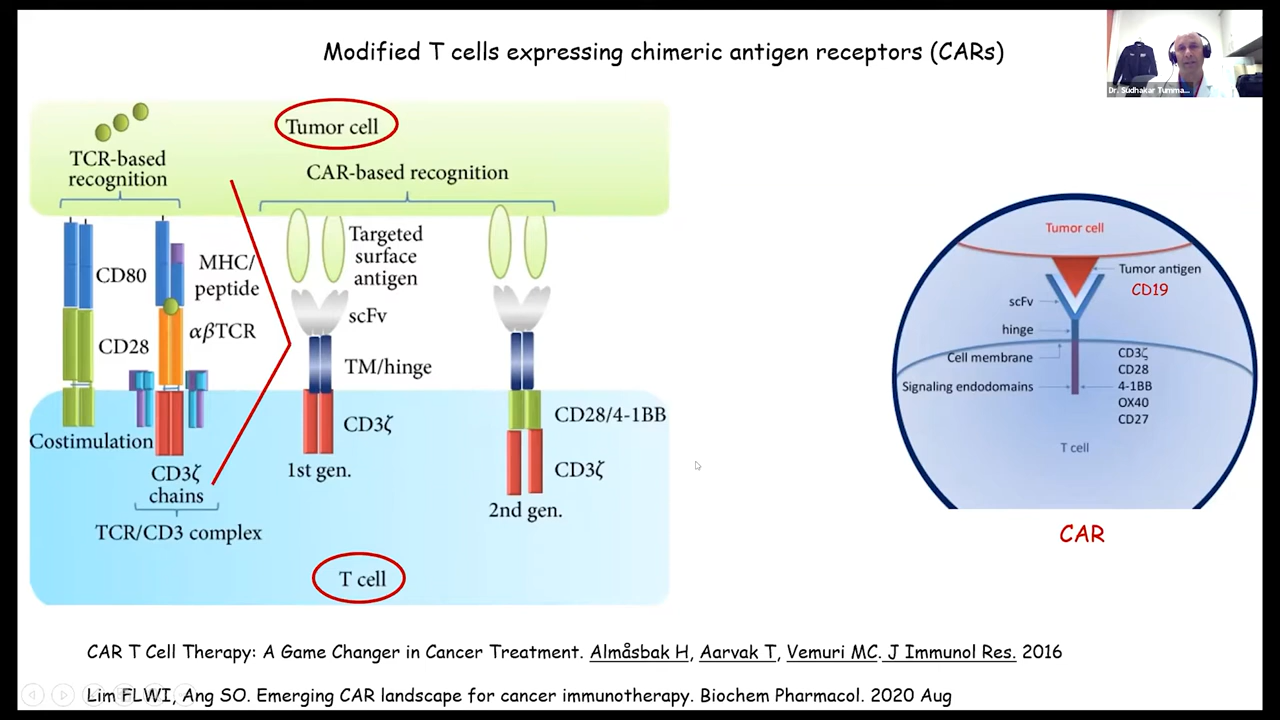 Modified T cells expressing chimeric antigen receptors (CARs)
Dr. Sudhakar Tumma...
Tumor cell
TCR-based
recognition
CAR-based recognition
CD80
MHC/
peptide
Targeted
surface
antigen
scFv
αβTCR
CD28
TM/hinge
Costimulation
CD3ζ
CD28/4-1BB
CD3ζ
chains
1st gen.
CD3ζ
2nd gen.
TCR/CD3 complex
T cell
Tumor cell
Tumor antigen
CD19
scFv
hinge
Cell membrane
Signaling endodomains
CD3ζ
CD28
4-1BB
OX40
CD27
T cell
CAR
CAR T Cell Therapy: A Game Changer in Cancer Treatment. Almåsbak H, Aarvak T, Vemuri MC. J Immunol Res. 2016
Lim FLWI, Ang SO. Emerging CAR landscape for cancer immunotherapy. Biochem Pharmacol. 2020 Aug